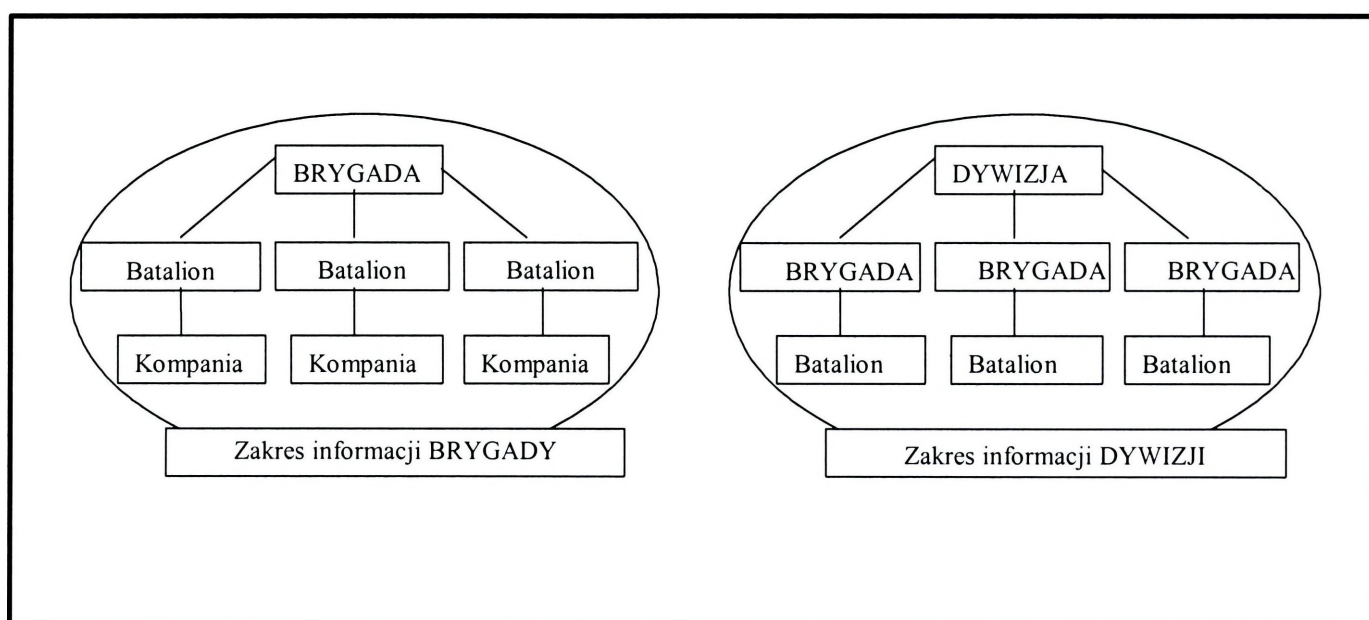 BRYGADA
Batalion Batalion Batalion
Kompania Kompania Kompania
Zakres informacji BRYGADY
DYWIZJA
BRYGADA BRYGADA BRYGADA
Batalion Batalion Batalion
Zakres informacji DYWIZJI